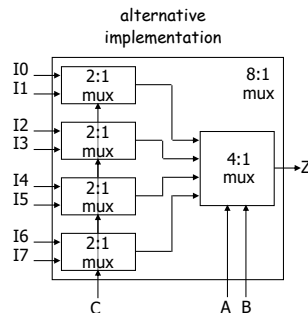 alternative
implementation
8:1
mux
I0
I1
2:1
mux
I2
I3
2:1
mux
4:1
mux
Z
I4
I5
2:1
mux
I6
I7
2:1
mux
C
A
B